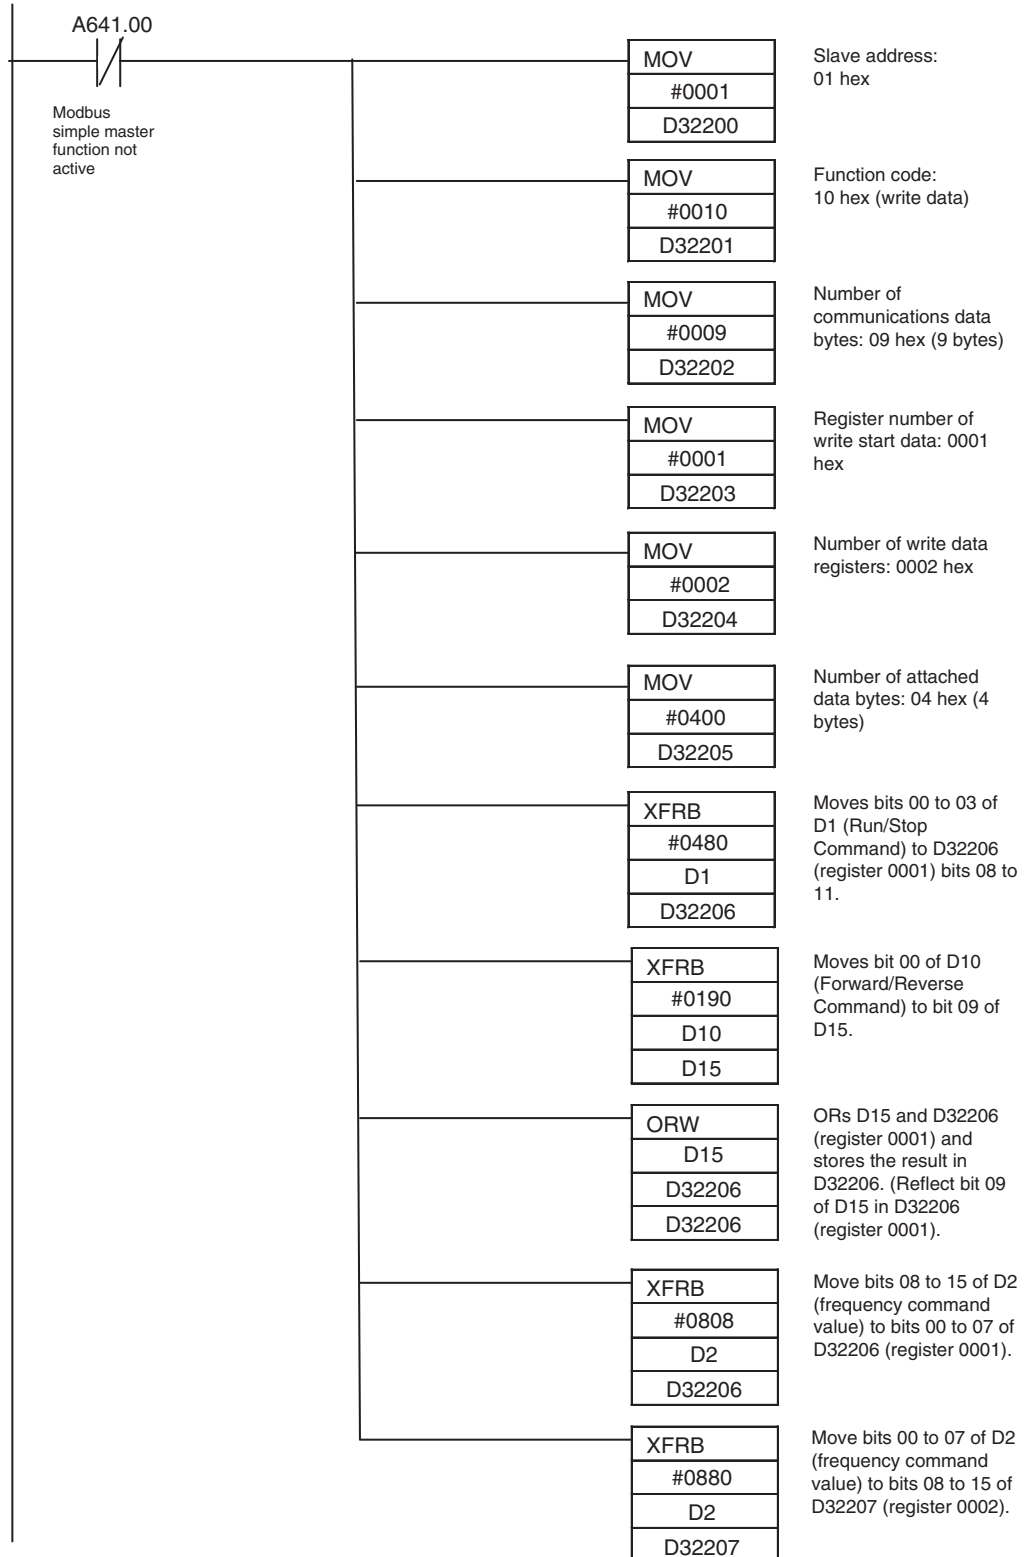 A641.00
Modbus
simple master
function not
active
MOV
#0001
D32200
Slave address:
01 hex
MOV
#0010
D32201
Function code:
10 hex (write data)
MOV
#0009
D32202
Number of
communications data
bytes: 09 hex (9 bytes)
MOV
#0001
D32203
Register number of
write start data: 0001
hex
MOV
#0002
D32204
Number of write data
registers: 0002 hex
MOV
#0400
D32205
Number of attached
data bytes: 04 hex (4
bytes)
XFRB
#0480
D1
D32206
Moves bits 00 to 03 of
D1 (Run/Stop
Command) to D32206
(register 0001) bits 08 to
11.
XFRB
#0190
D10
D15
Moves bit 00 of D10
(Forward/Reverse
Command) to bit 09 of
D15.
ORW
D15
D32206
D32206
ORs D15 and D32206
(register 0001) and
stores the result in
D32206. (Reflect bit 09
of D15 in D32206
(register 0001).
XFRB
#0808
D2
D32206
Move bits 08 to 15 of D2
(frequency command
value) to bits 00 to 07 of
D32206 (register 0001).
XFRB
#0880
D2
D32207
Move bits 00 to 07 of D2
(frequency command
value) to bits 08 to 15 of
D32207 (register 0002).